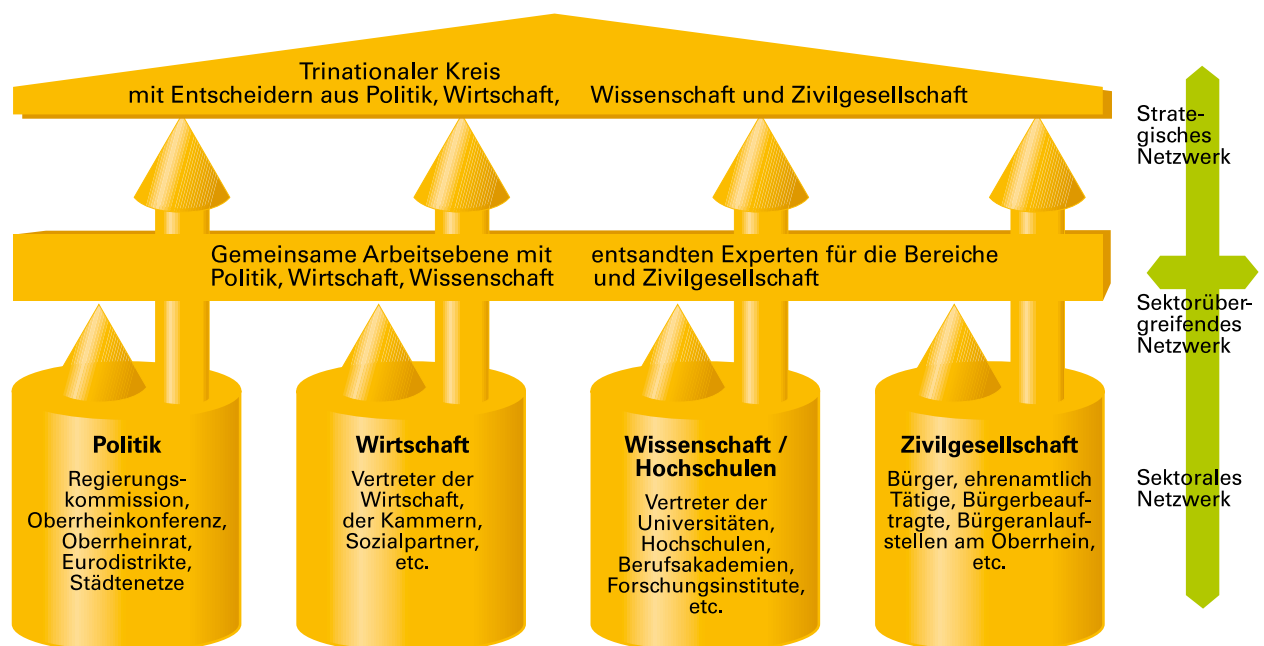 Trinationaler Kreis
mit Entscheidern aus Politik, Wirtschaft, Wissenschaft und Zivilgesellschaft
Strate-
gisches
Netzwerk
Gemeinsame Arbeitsebene mit entsandten Experten für die Bereiche
Politik, Wirtschaft, Wissenschaft und Zivilgesellschaft
Sektorüber-
greifendes
Netzwerk
Politik
Regierungs-
kommission,
Oberrheinkonferenz,
Oberrheinrat,
Eurodistrikte,
Städtenetze
Wirtschaft
Vertreter der
Wirtschaft,
der Kammern,
Sozialpartner,
etc.
Wissenschaft /
Hochschulen
Vertreter der
Universitäten,
Hochschulen,
Berufsakademien,
Forschungsinstitute,
etc.
Zivilgesellschaft
Bürger, ehrenamtlich
Tätige, Bürgerbeauf-
tragte, Bürgeranlauf-
stellen am Oberrhein,
etc.
Sektorales
Netzwerk